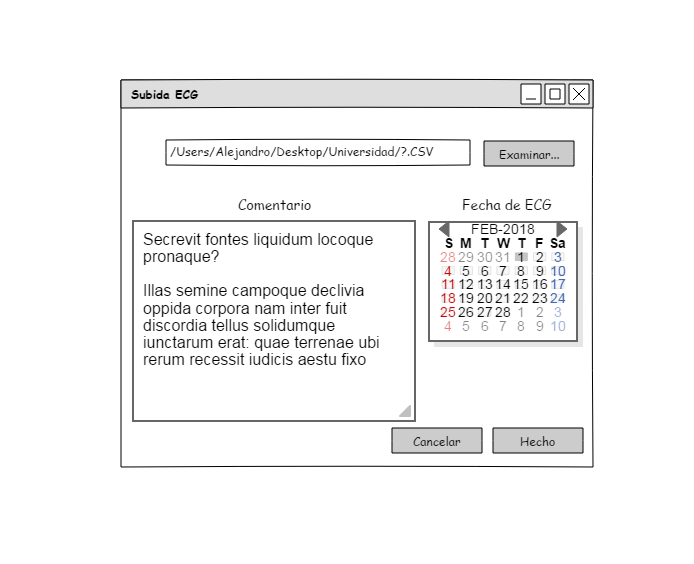 Subida ECG
/Users/Alejandro/Desktop/Universidad/?.CSV
Examinar...
Comentario
Fecha de ECG
Secrevit fontes liquidum locoque
pronaque?
Illas semine campoque declivia
oppida corpora nam inter fuit
discordia tellus solidumque
iunctarum erat: quae terrenae ubi
rerum recessit iudicis aestu fixo
FEB-2018
S M T W T F Sa
28 29 30 31 1 2 3
4 5 6 7 8 9 10
11 12 13 14 15 16 17
18 19 20 21 22 23 24
25 26 27 28 1 2 3
4 5 6 7 8 9 10
Cancelar
Hecho